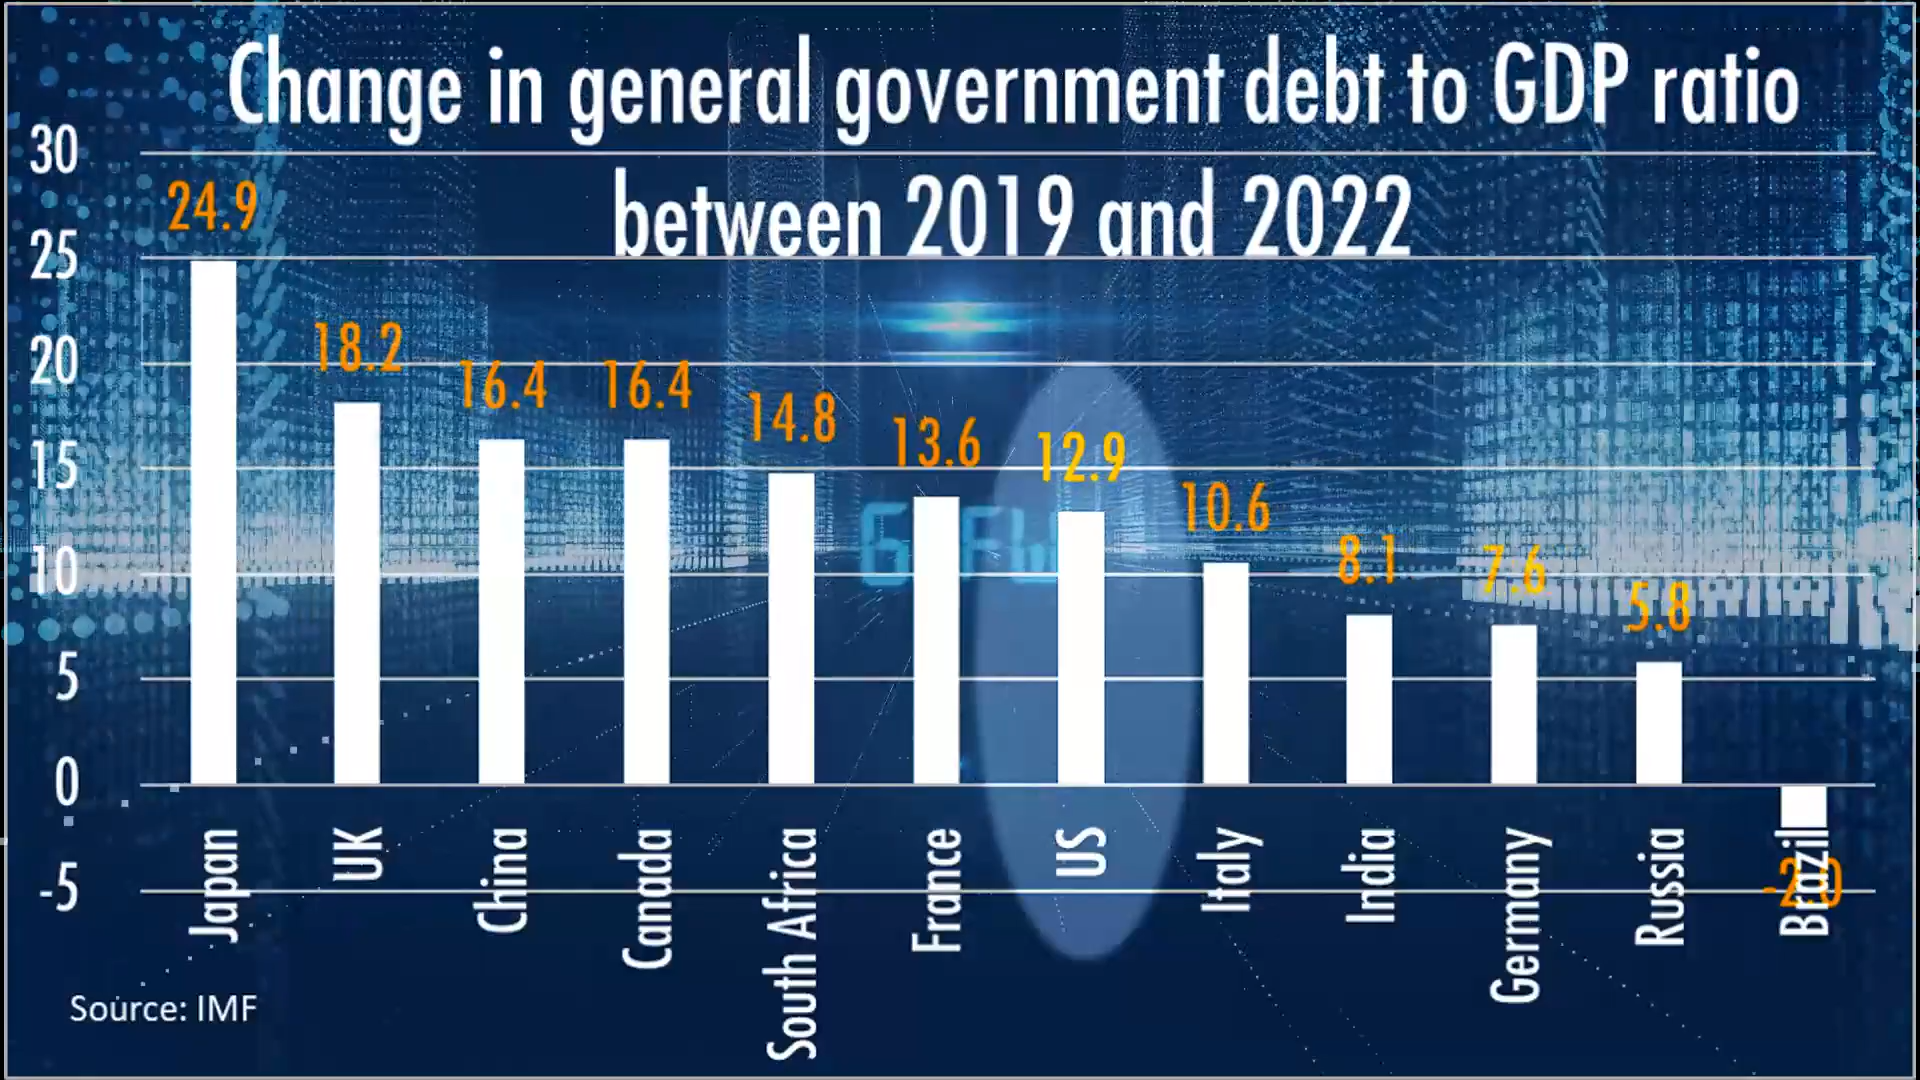 Change in general government debt to GDP ratio
between 2019 and 2022
30
25
20
15
10
5
0
-5
24.9
18.2
16.4
16.4
14.8
13.6
12.9
10.6
8.1
7.6
5.8
-2.0
Japan
UK
China
Canada
South Africa
France
US
Italy
India
Germany
Russia
Brazil
Source: IMF